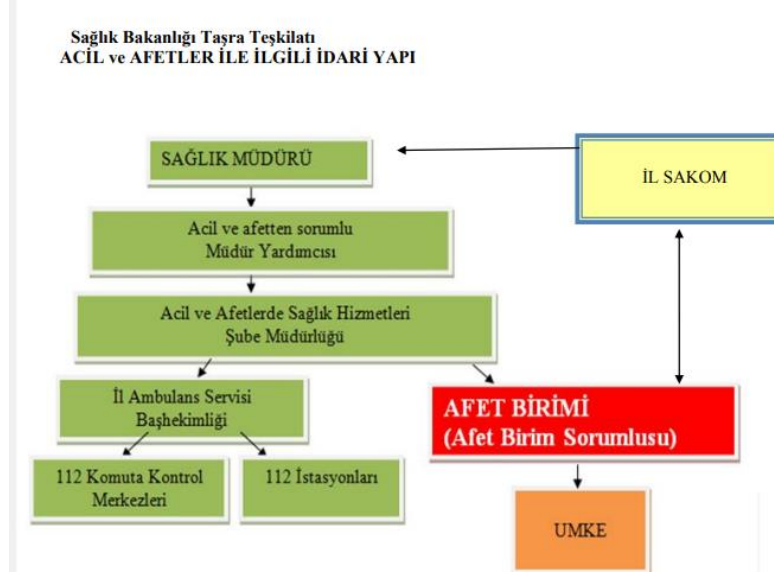 Sağlık Bakanlığı Taşra Teşkilatı
ACİL ve AFETLER İLE İLGİLİ İDARİ YAPI
SAĞLIK MÜDÜRÜ
İL SAKOM
Acil ve afetten sorumlu
Müdür Yardımcısı
Acil ve Afetlerde Sağlık Hizmetleri
Şube Müdürlüğü
İl Ambulans Servisi
Başhekimliği
AFET BİRİMİ
(Afet Birim Sorumlusu)
112 Komuta Kontrol
Merkezleri
112 İstasyonları
UMKE